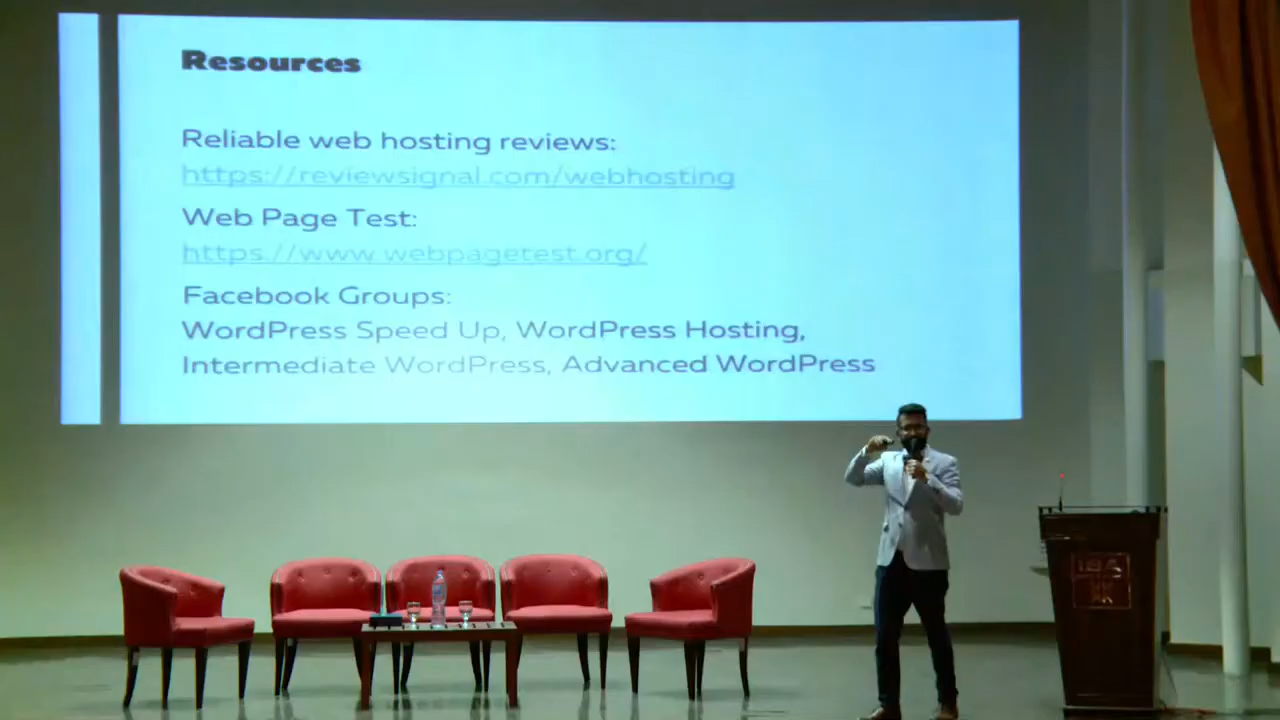 Resources
Reliable web hosting reviews:
https://reviewsignal.com/webhosting
Web Page Test:
https://www.webpagetest.org/
Facebook Groups:
WordPress Speed Up, WordPress Hosting,
Intermediate WordPress, Advanced WordPress
IBA